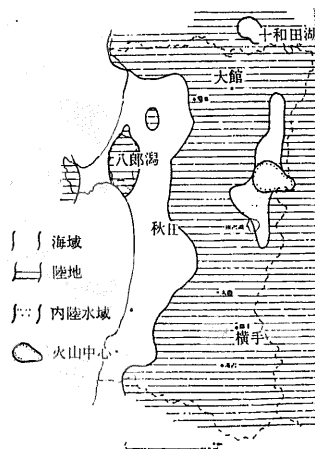 十和田湖
大館
八郎潟
秋田
横手
海域
陸地
内陸水域
火山中心